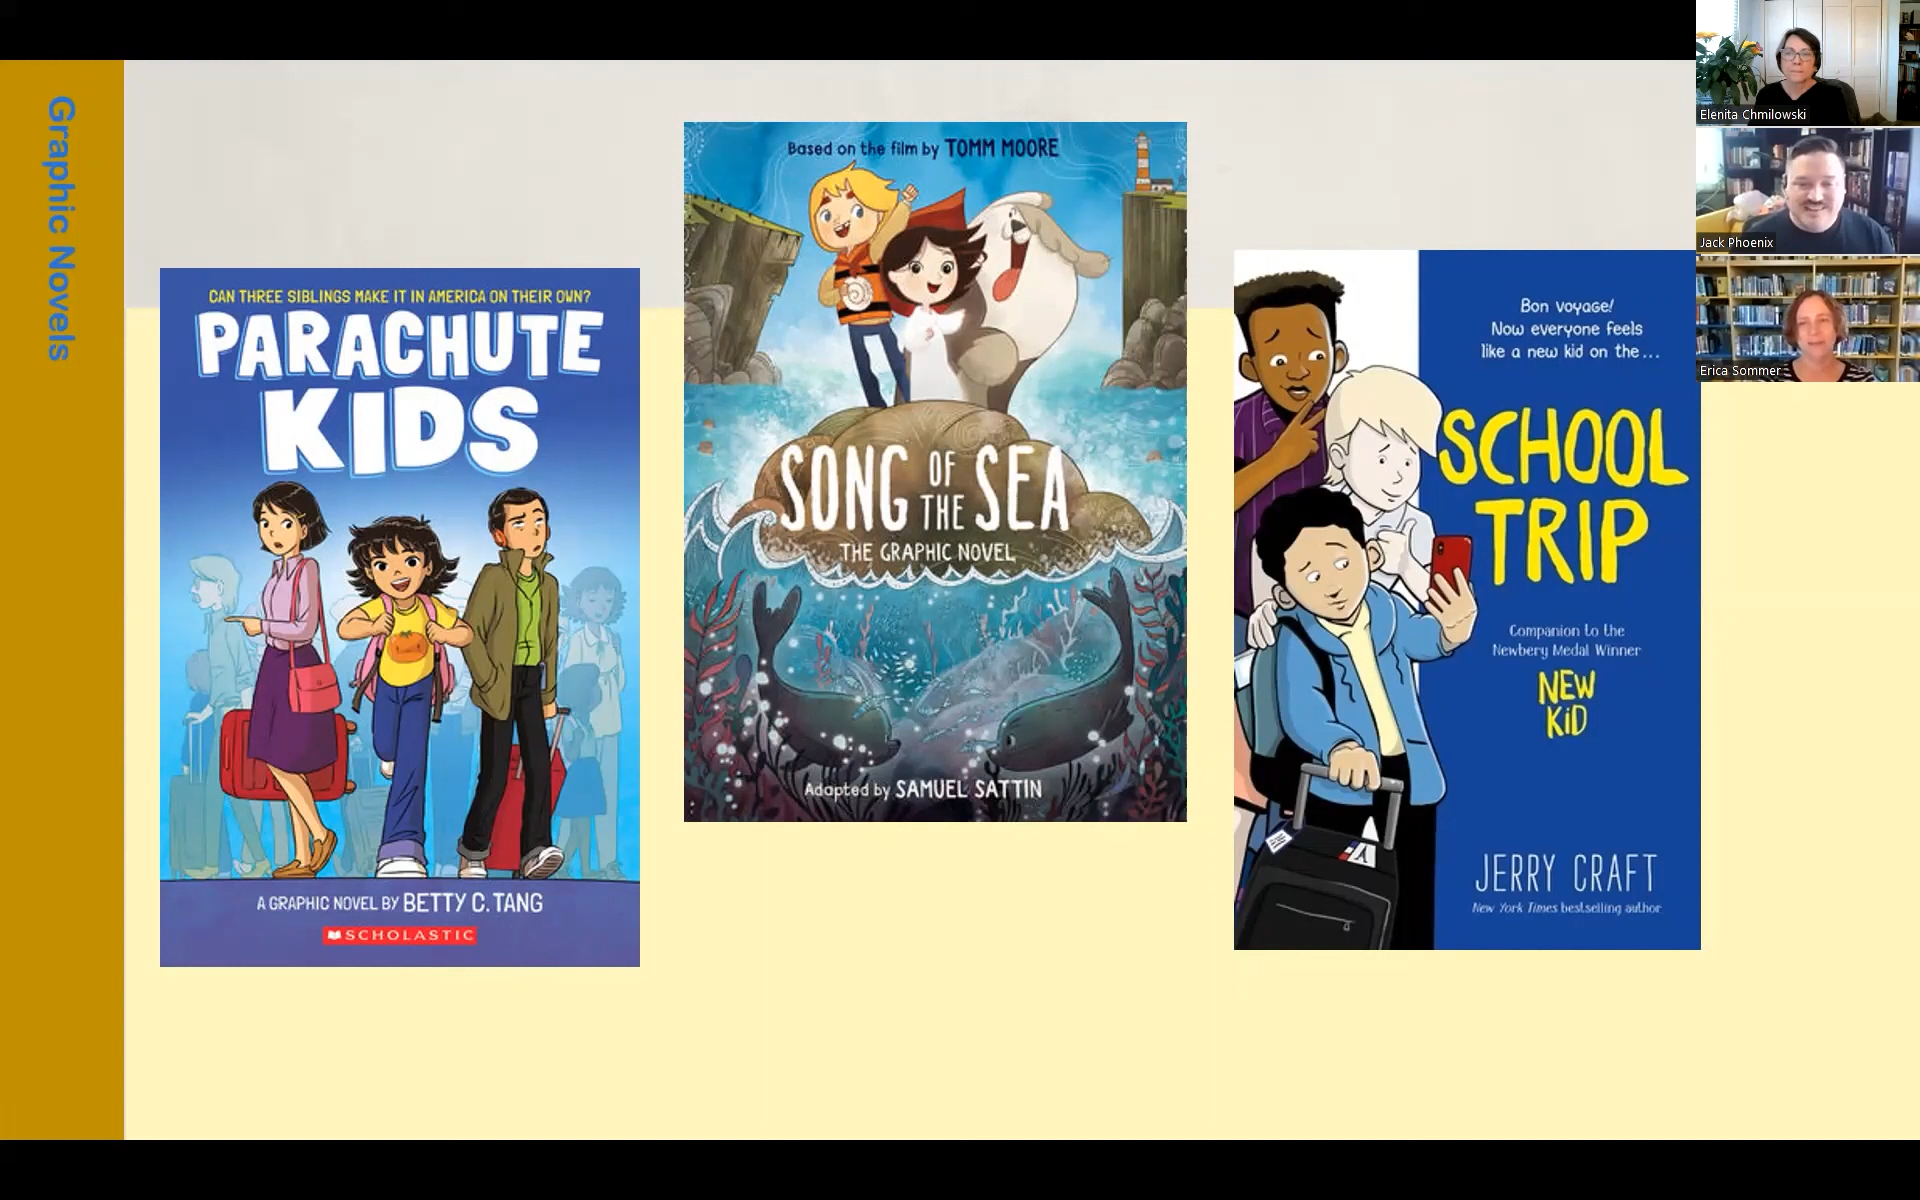 Graphic Novels
CAN THREE SIBLINGS MAKE IT IN AMERICA ON THEIR OWN?
PARACHUTE
KIDS
A GRAPHIC NOVEL BY BETTY C. TANG
SCHOLASTIC
Based on the film by TOMM MOORE
SONG OF THE SEA
THE GRAPHIC NOVEL
Adapted by SAMUEL SATTIN
Bon voyage!
Now everyone feels
like a new kid on the...
SCHOOL
TRIP
Companion to the
Newbery Medal Winner
NEW
KiD
JERRY CRAFT
New York Times bestselling author
Elenita Chmilowski
Jack Phoenix
Erica Sommer